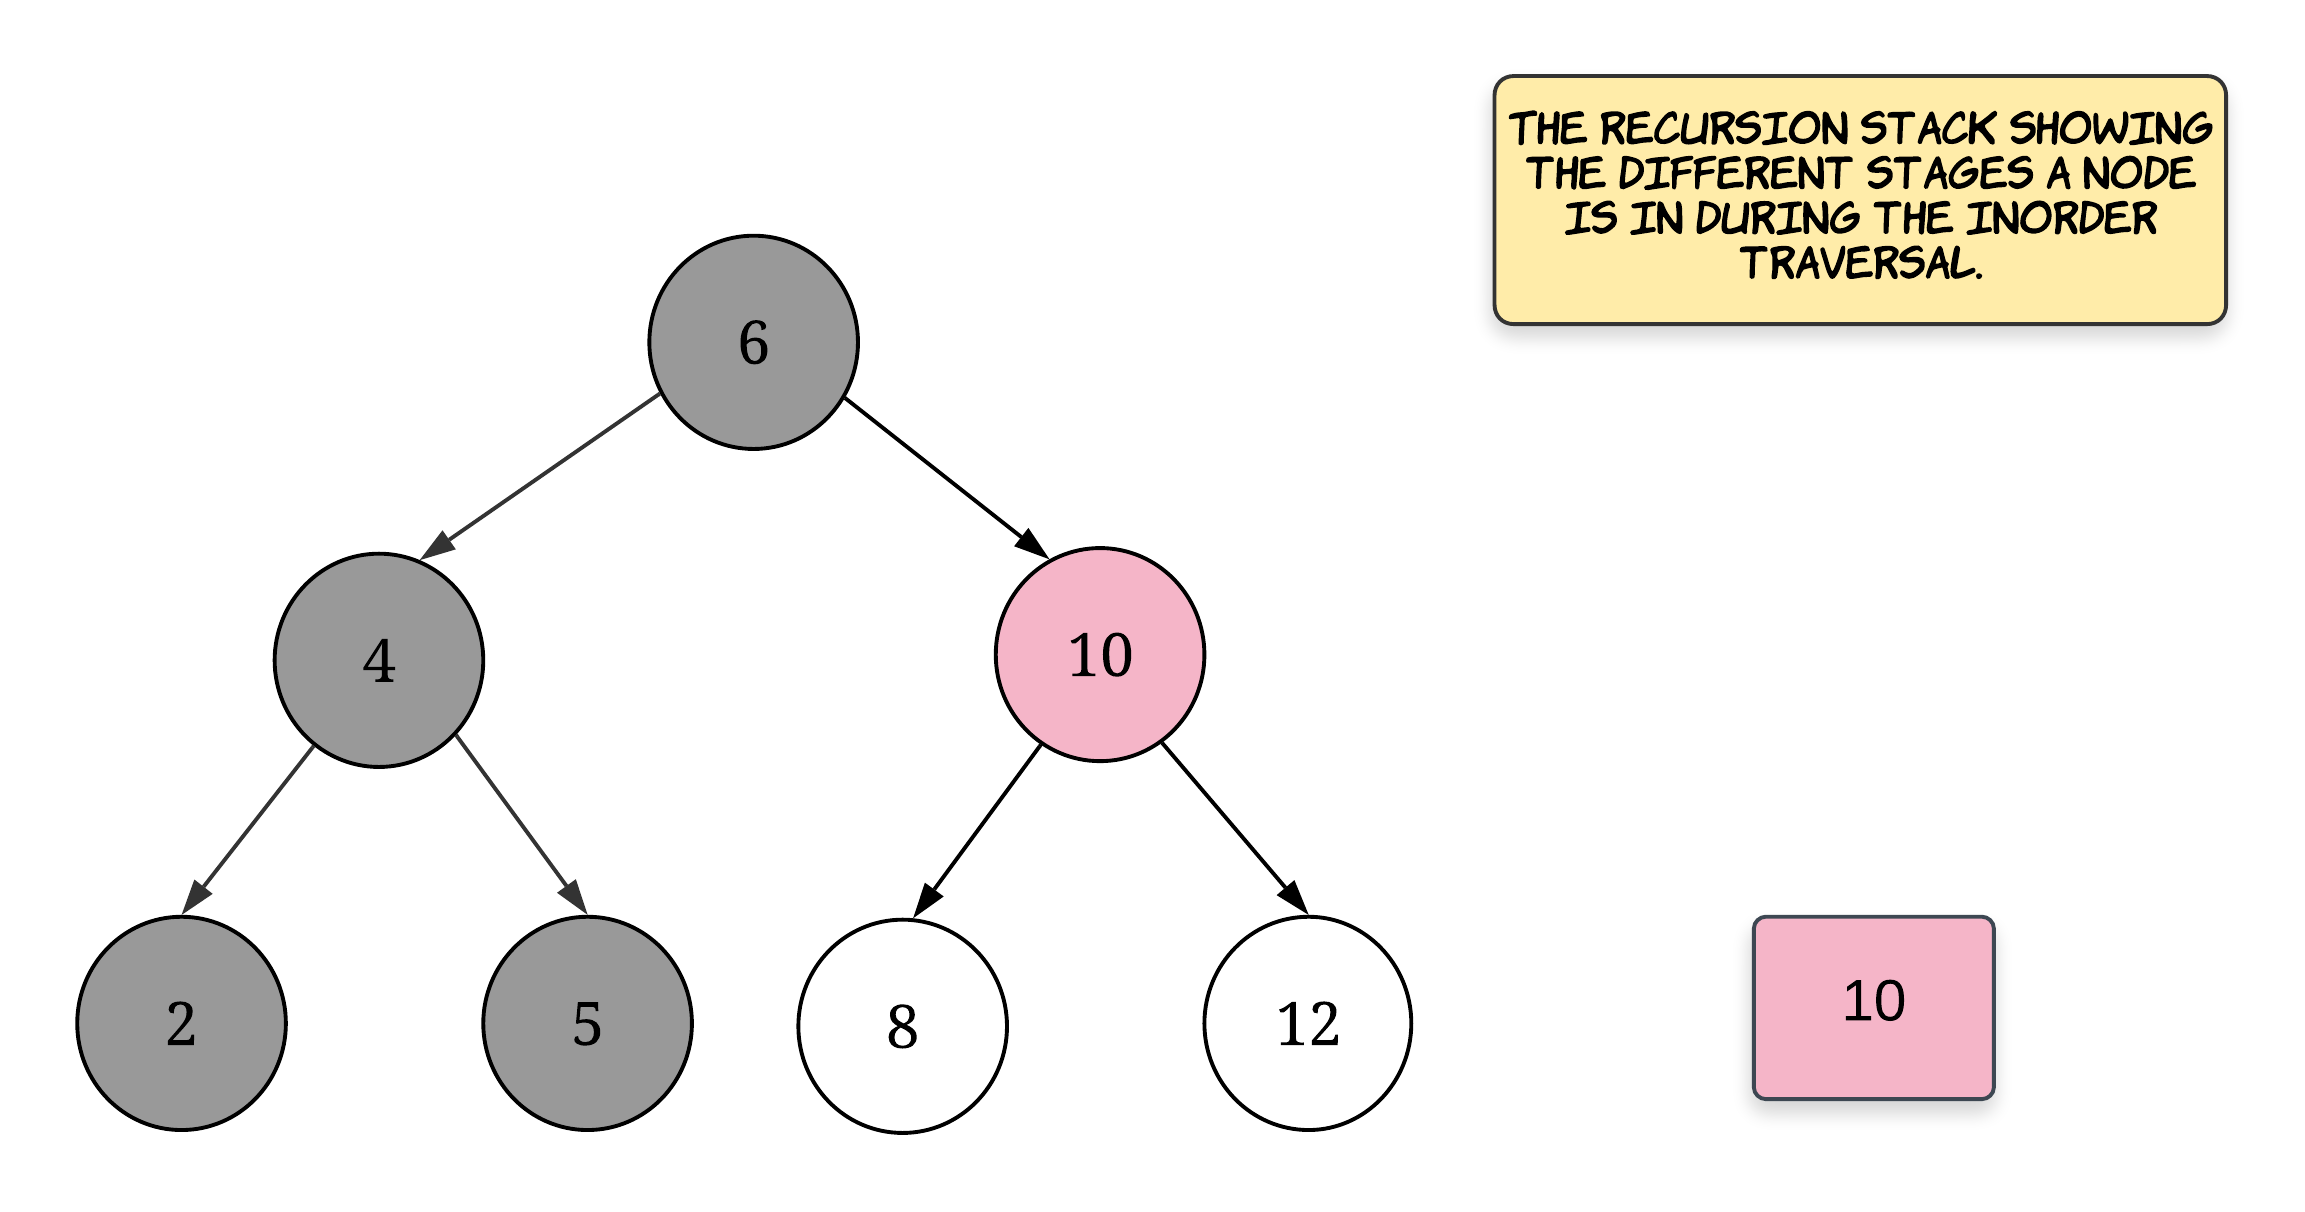 THE RECURSION STACK SHOWING
THE DIFFERENT STAGES A NODE
IS IN DURING THE INORDER
TRAVERSAL.
6
4
10
2
5
8
12
10